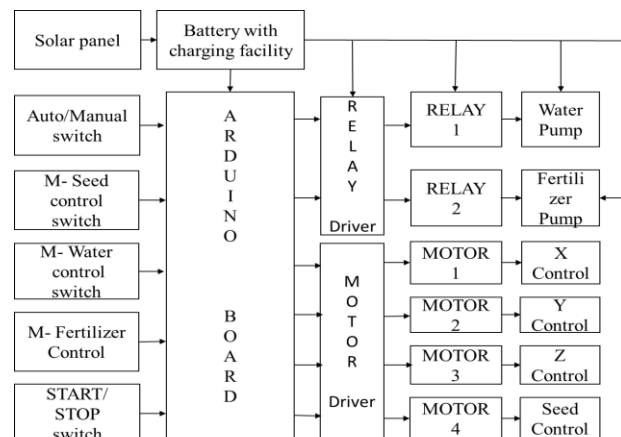 Solar panel
Battery with
charging facility
Auto/Manual
switch
M- Seed
control
switch
M- Water
control
switch
M- Fertilizer
Control
START/
STOP
switch
A
R
D
U
I
N
O
B
O
A
R
D
R
E
L
A
Y
Driver
M
O
T
O
R
Driver
RELAY
1
RELAY
2
MOTOR
1
MOTOR
2
MOTOR
3
MOTOR
4
Water
Pump
Fertili
zer
Pump
X
Control
Y
Control
Z
Control
Seed
Control